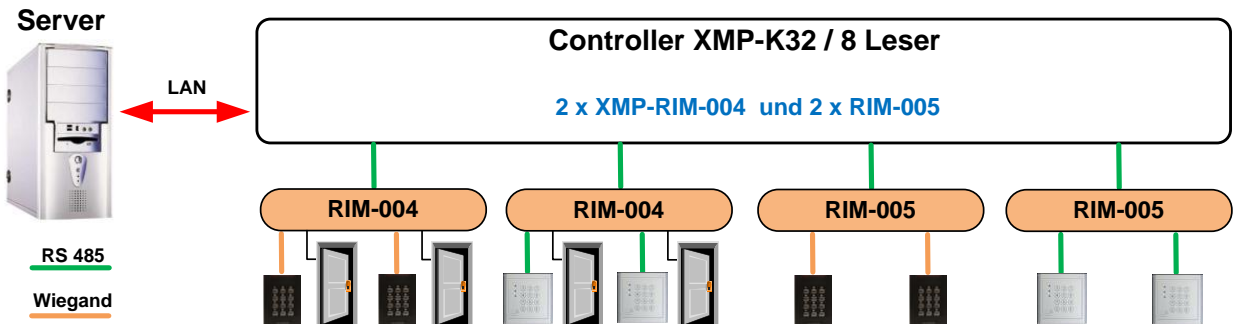 Server
Controller XMP-K32 / 8 Leser
LAN
2 x XMP-RIM-004 und 2 x RIM-005
RIM-004
RIM-004
RIM-005
RIM-005
RS 485
Wiegand